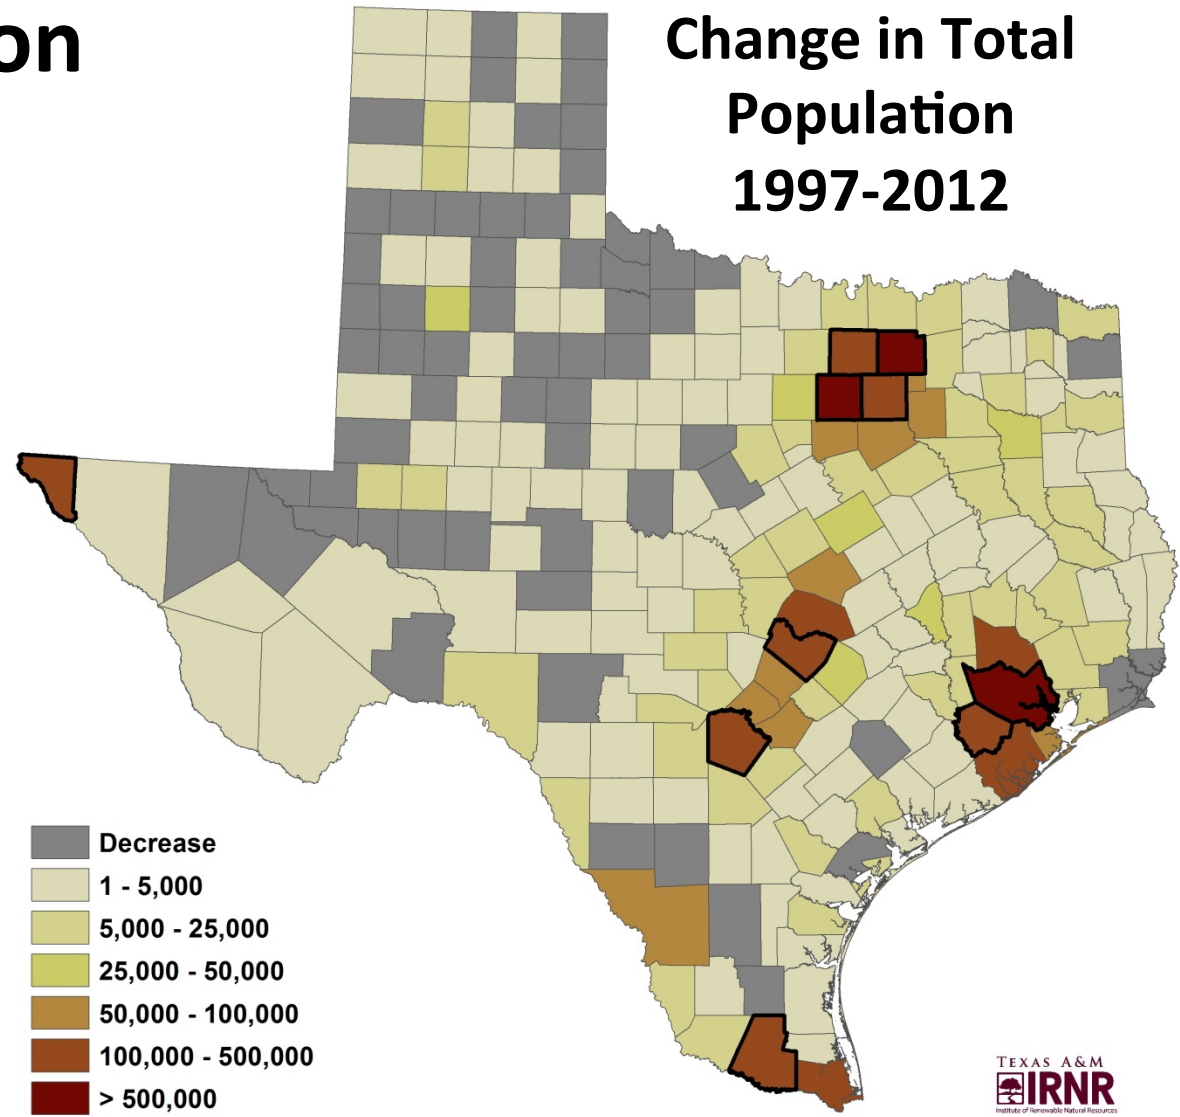 on
Change in Total
Population
1997-2012
Decrease
1 - 5,000
5,000 - 25,000
25,000 - 50,000
50,000 - 100,000
100,000 - 500,000
> 500,000
TEXAS A&M
IRNR
Institute of Renewable Natural Resources